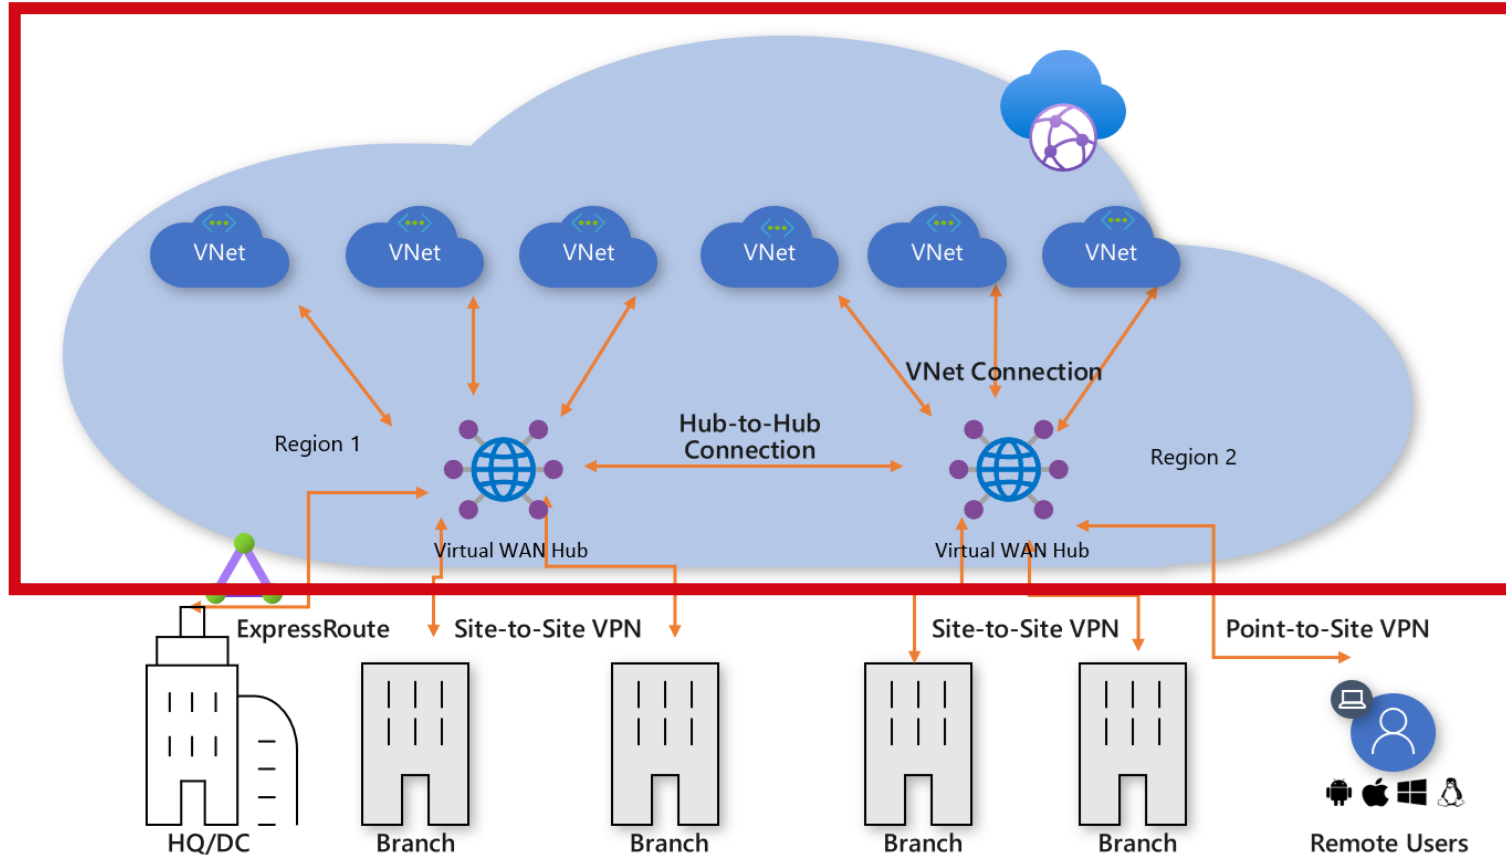 VNet
VNet
VNet
VNet
VNet
VNet
VNet Connection
Hub-to-Hub
Connection
Region 1
Region 2
Virtual WAN Hub
Virtual WAN Hub
ExpressRoute
Site-to-Site VPN
Site-to-Site VPN
Point-to-Site VPN
HQ/DC
Branch
Branch
Branch
Branch
Remote Users